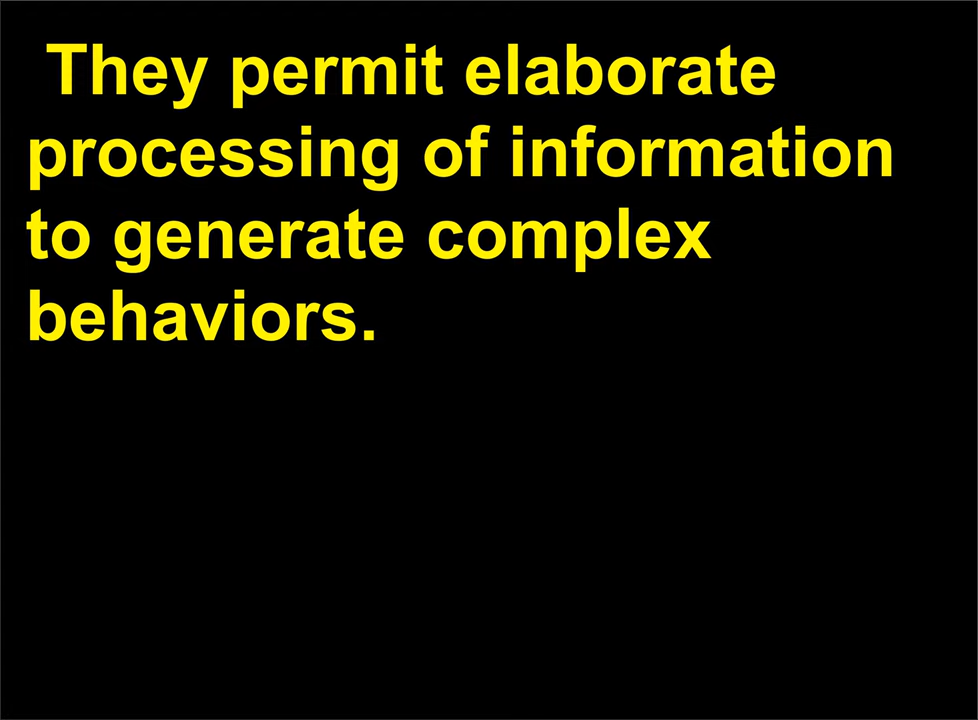 They permit elaborate
processing of information
to generate complex
behaviors.